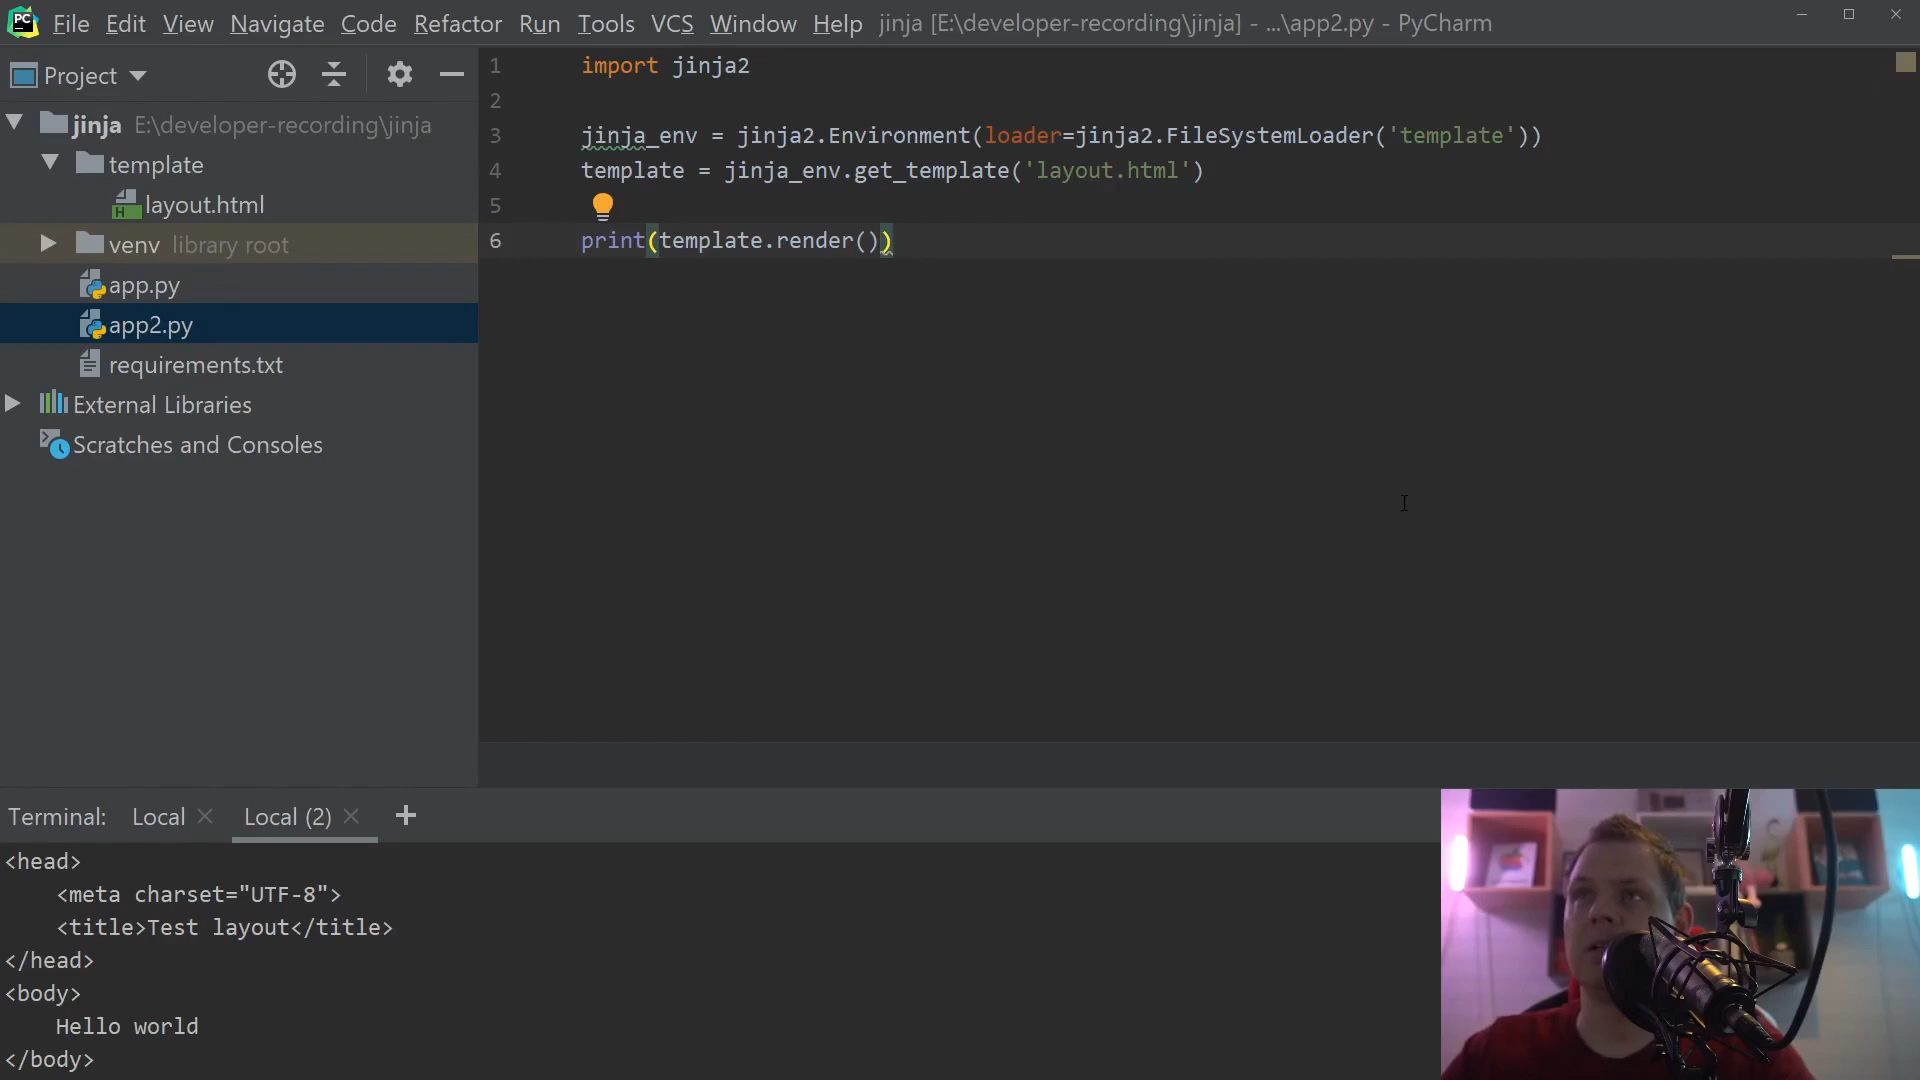 PC File Edit View Navigate Code Refactor Run Tools VCS Window Help jinja [E:\developer-recording\jinja] - ...\app2.py - PyCharm
Project
jinja E:\developer-recording\jinja
template
layout.html
venv library root
app.py
app2.py
requirements.txt
External Libraries
Scratches and Consoles
1 import jinja2
2
3 jinja_env = jinja2.Environment(loader=jinja2.FileSystemLoader('template'))
4 template = jinja_env.get_template('layout.html')
5
6 print(template.render())
Terminal: Local Local (2)
<head>
    <meta charset="UTF-8">
    <title>Test layout</title>
</head>
<body>
    Hello world
</body>